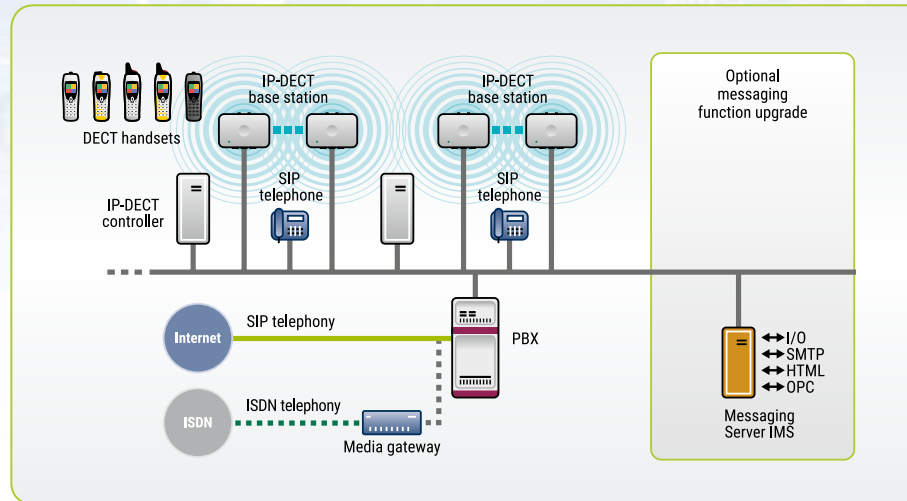 IP-DECT
base station
IP-DECT
base station
Optional
messaging
function upgrade
DECT handsets
SIP
telephone
SIP
telephone
IP-DECT
controller
Internet
SIP telephony
PBX
I/O
SMTP
HTML
OPC
ISDN
ISDN telephony
Media gateway
Messaging
Server IMS